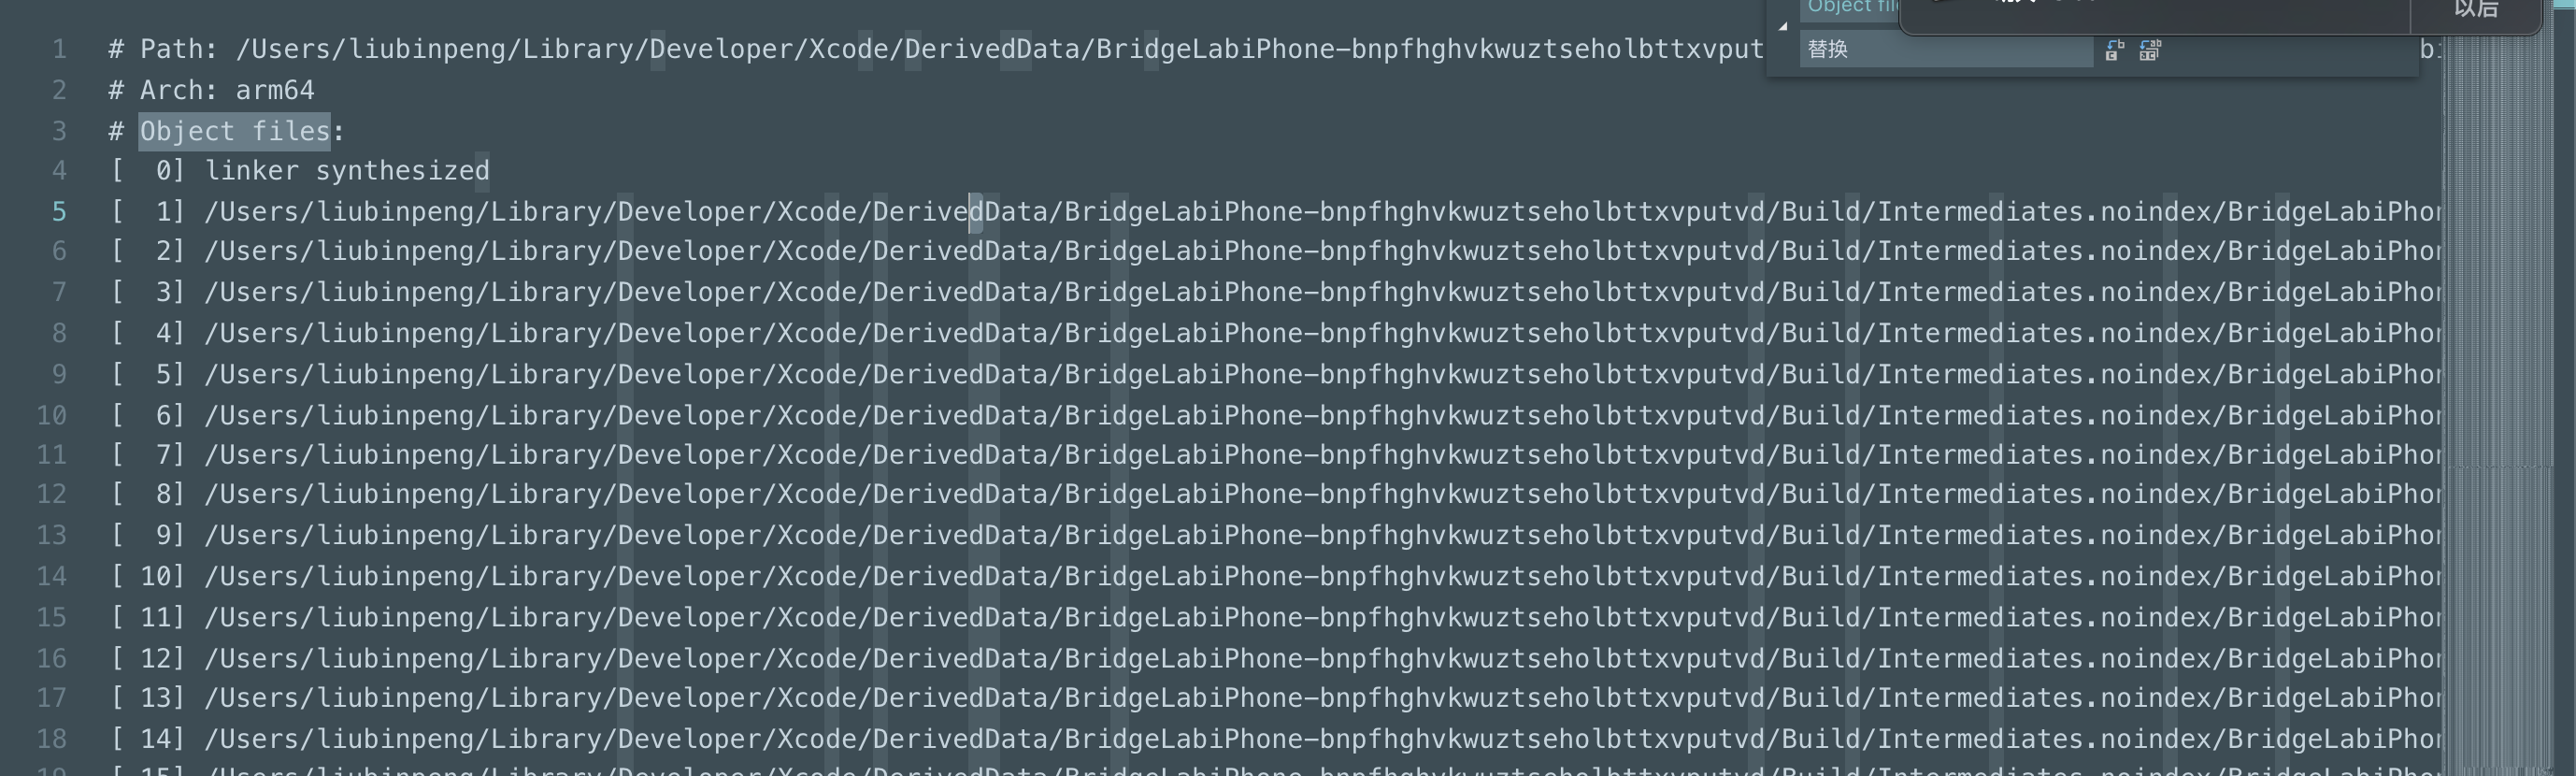 Object fil
以后
替换
1 # Path: /Users/liubinpeng/Library/Developer/Xcode/DerivedData/BridgeLabiPhone-bnpfhghvkwuztseholbttxvput
2 # Arch: arm64
3 # Object files:
4 [  0] linker synthesized
5 [  1] /Users/liubinpeng/Library/Developer/Xcode/DerivedData/BridgeLabiPhone-bnpfhghvkwuztseholbttxvputvd/Build/Intermediates.noindex/BridgeLabiPhon
6 [  2] /Users/liubinpeng/Library/Developer/Xcode/DerivedData/BridgeLabiPhone-bnpfhghvkwuztseholbttxvputvd/Build/Intermediates.noindex/BridgeLabiPhon
7 [  3] /Users/liubinpeng/Library/Developer/Xcode/DerivedData/BridgeLabiPhone-bnpfhghvkwuztseholbttxvputvd/Build/Intermediates.noindex/BridgeLabiPhon
8 [  4] /Users/liubinpeng/Library/Developer/Xcode/DerivedData/BridgeLabiPhone-bnpfhghvkwuztseholbttxvputvd/Build/Intermediates.noindex/BridgeLabiPhon
9 [  5] /Users/liubinpeng/Library/Developer/Xcode/DerivedData/BridgeLabiPhone-bnpfhghvkwuztseholbttxvputvd/Build/Intermediates.noindex/BridgeLabiPhon
10 [  6] /Users/liubinpeng/Library/Developer/Xcode/DerivedData/BridgeLabiPhone-bnpfhghvkwuztseholbttxvputvd/Build/Intermediates.noindex/BridgeLabiPhon
11 [  7] /Users/liubinpeng/Library/Developer/Xcode/DerivedData/BridgeLabiPhone-bnpfhghvkwuztseholbttxvputvd/Build/Intermediates.noindex/BridgeLabiPhon
12 [  8] /Users/liubinpeng/Library/Developer/Xcode/DerivedData/BridgeLabiPhone-bnpfhghvkwuztseholbttxvputvd/Build/Intermediates.noindex/BridgeLabiPhon
13 [  9] /Users/liubinpeng/Library/Developer/Xcode/DerivedData/BridgeLabiPhone-bnpfhghvkwuztseholbttxvputvd/Build/Intermediates.noindex/BridgeLabiPhon
14 [ 10] /Users/liubinpeng/Library/Developer/Xcode/DerivedData/BridgeLabiPhone-bnpfhghvkwuztseholbttxvputvd/Build/Intermediates.noindex/BridgeLabiPhon
15 [ 11] /Users/liubinpeng/Library/Developer/Xcode/DerivedData/BridgeLabiPhone-bnpfhghvkwuztseholbttxvputvd/Build/Intermediates.noindex/BridgeLabiPhon
16 [ 12] /Users/liubinpeng/Library/Developer/Xcode/DerivedData/BridgeLabiPhone-bnpfhghvkwuztseholbttxvputvd/Build/Intermediates.noindex/BridgeLabiPhon
17 [ 13] /Users/liubinpeng/Library/Developer/Xcode/DerivedData/BridgeLabiPhone-bnpfhghvkwuztseholbttxvputvd/Build/Intermediates.noindex/BridgeLabiPhon
18 [ 14] /Users/liubinpeng/Library/Developer/Xcode/DerivedData/BridgeLabiPhone-bnpfhghvkwuztseholbttxvputvd/Build/Intermediates.noindex/BridgeLabiPhon